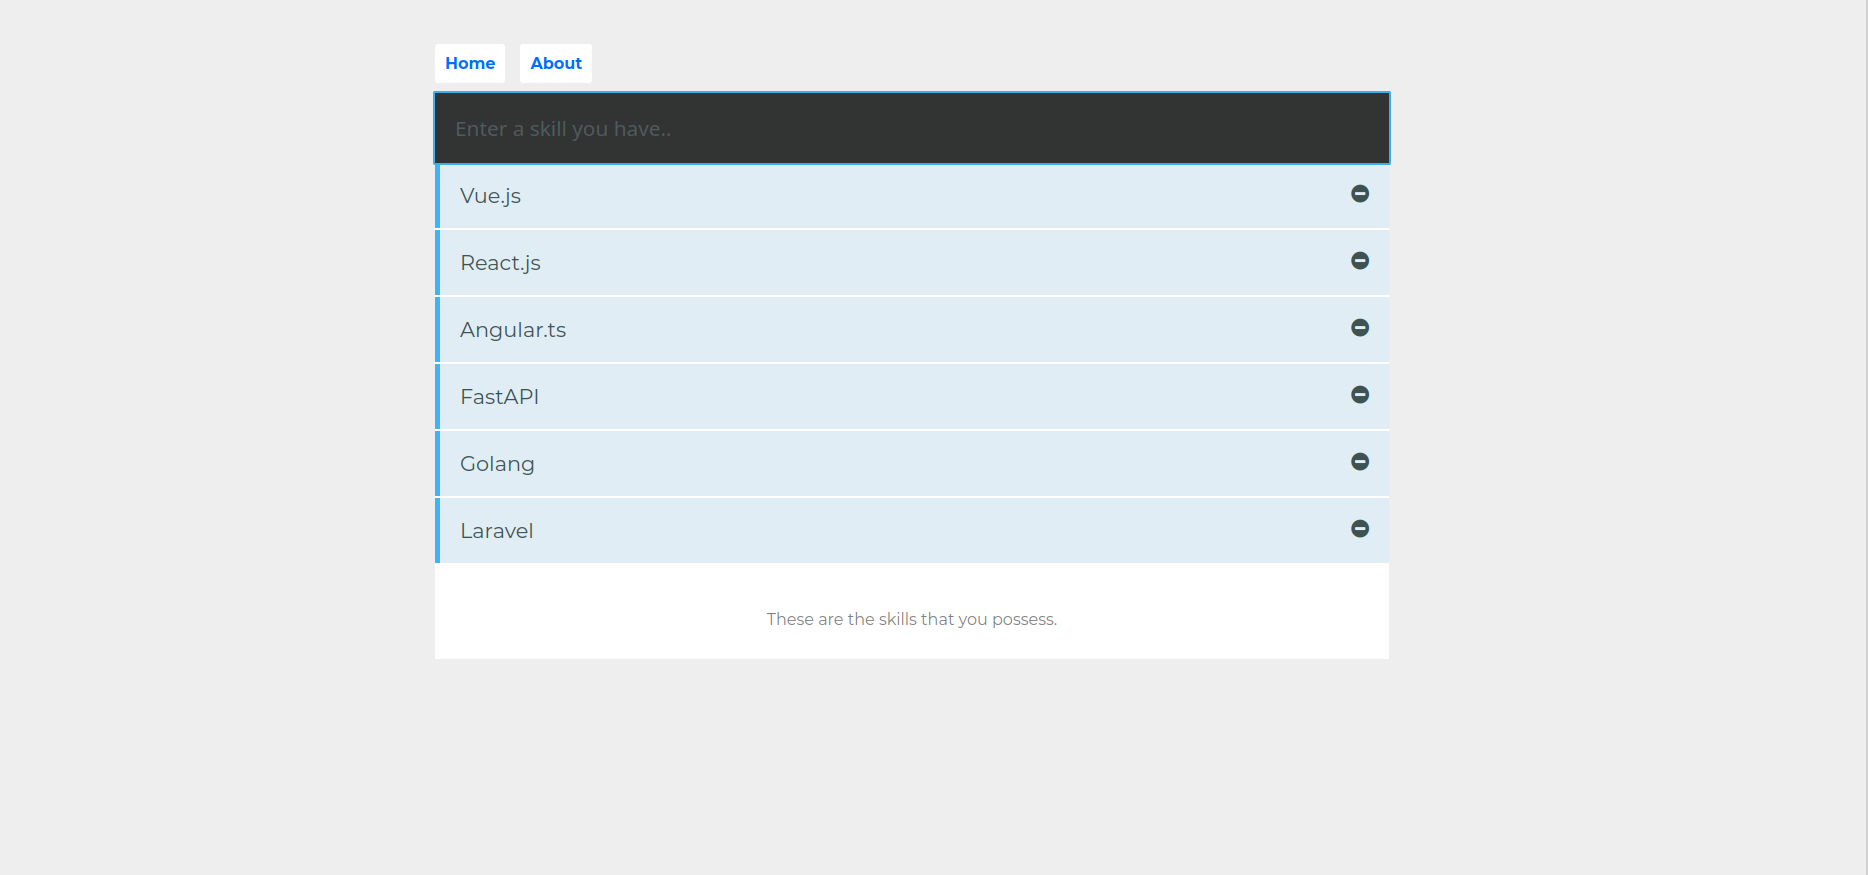 Home About
Enter a skill you have..
Vue.js
React.js
Angular.ts
FastAPI
Golang
Laravel
These are the skills that you possess.